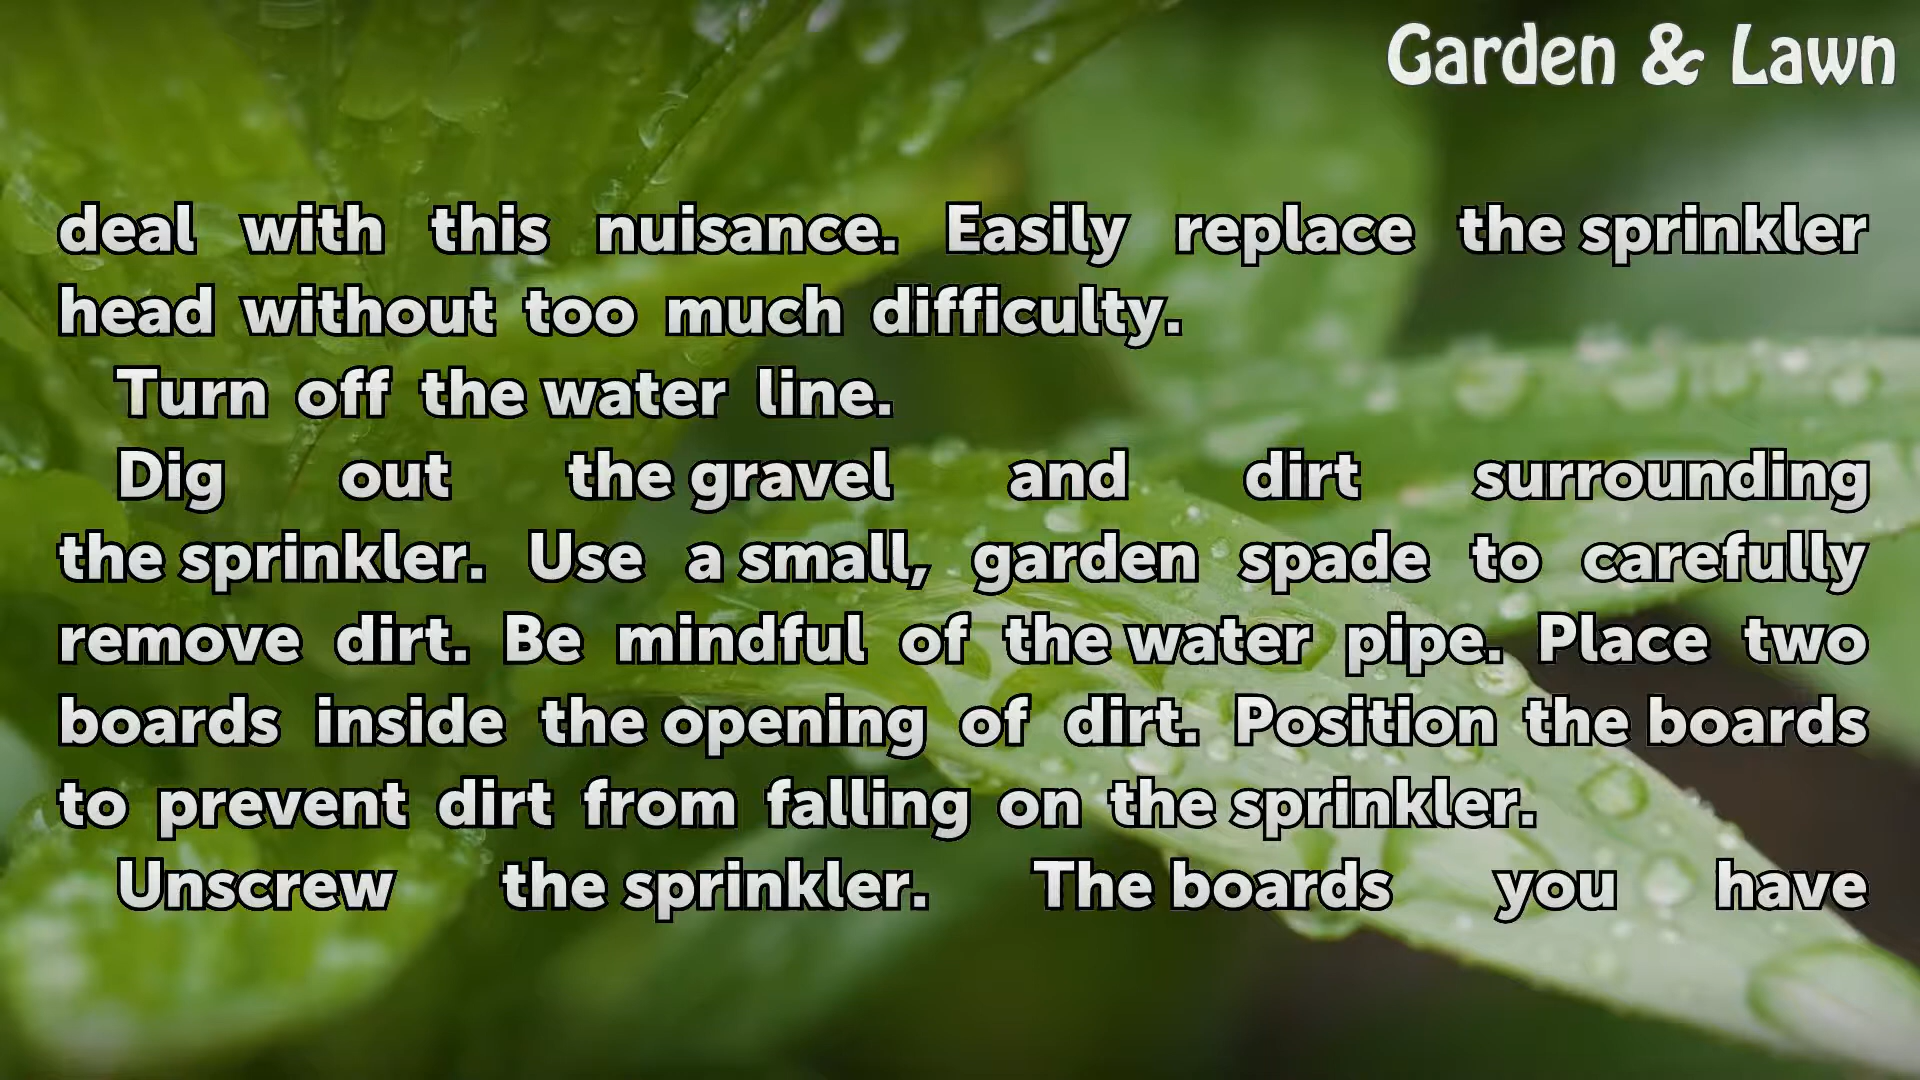 Garden & Lawn
deal with this nuisance. Easily replace the sprinkler
head without too much difficulty.
Turn off the water line.
Dig out the gravel and dirt surrounding
the sprinkler. Use a small, garden spade to carefully
remove dirt. Be mindful of the water pipe. Place two
boards inside the opening of dirt. Position the boards
to prevent dirt from falling on the sprinkler.
Unscrew the sprinkler. The boards you have